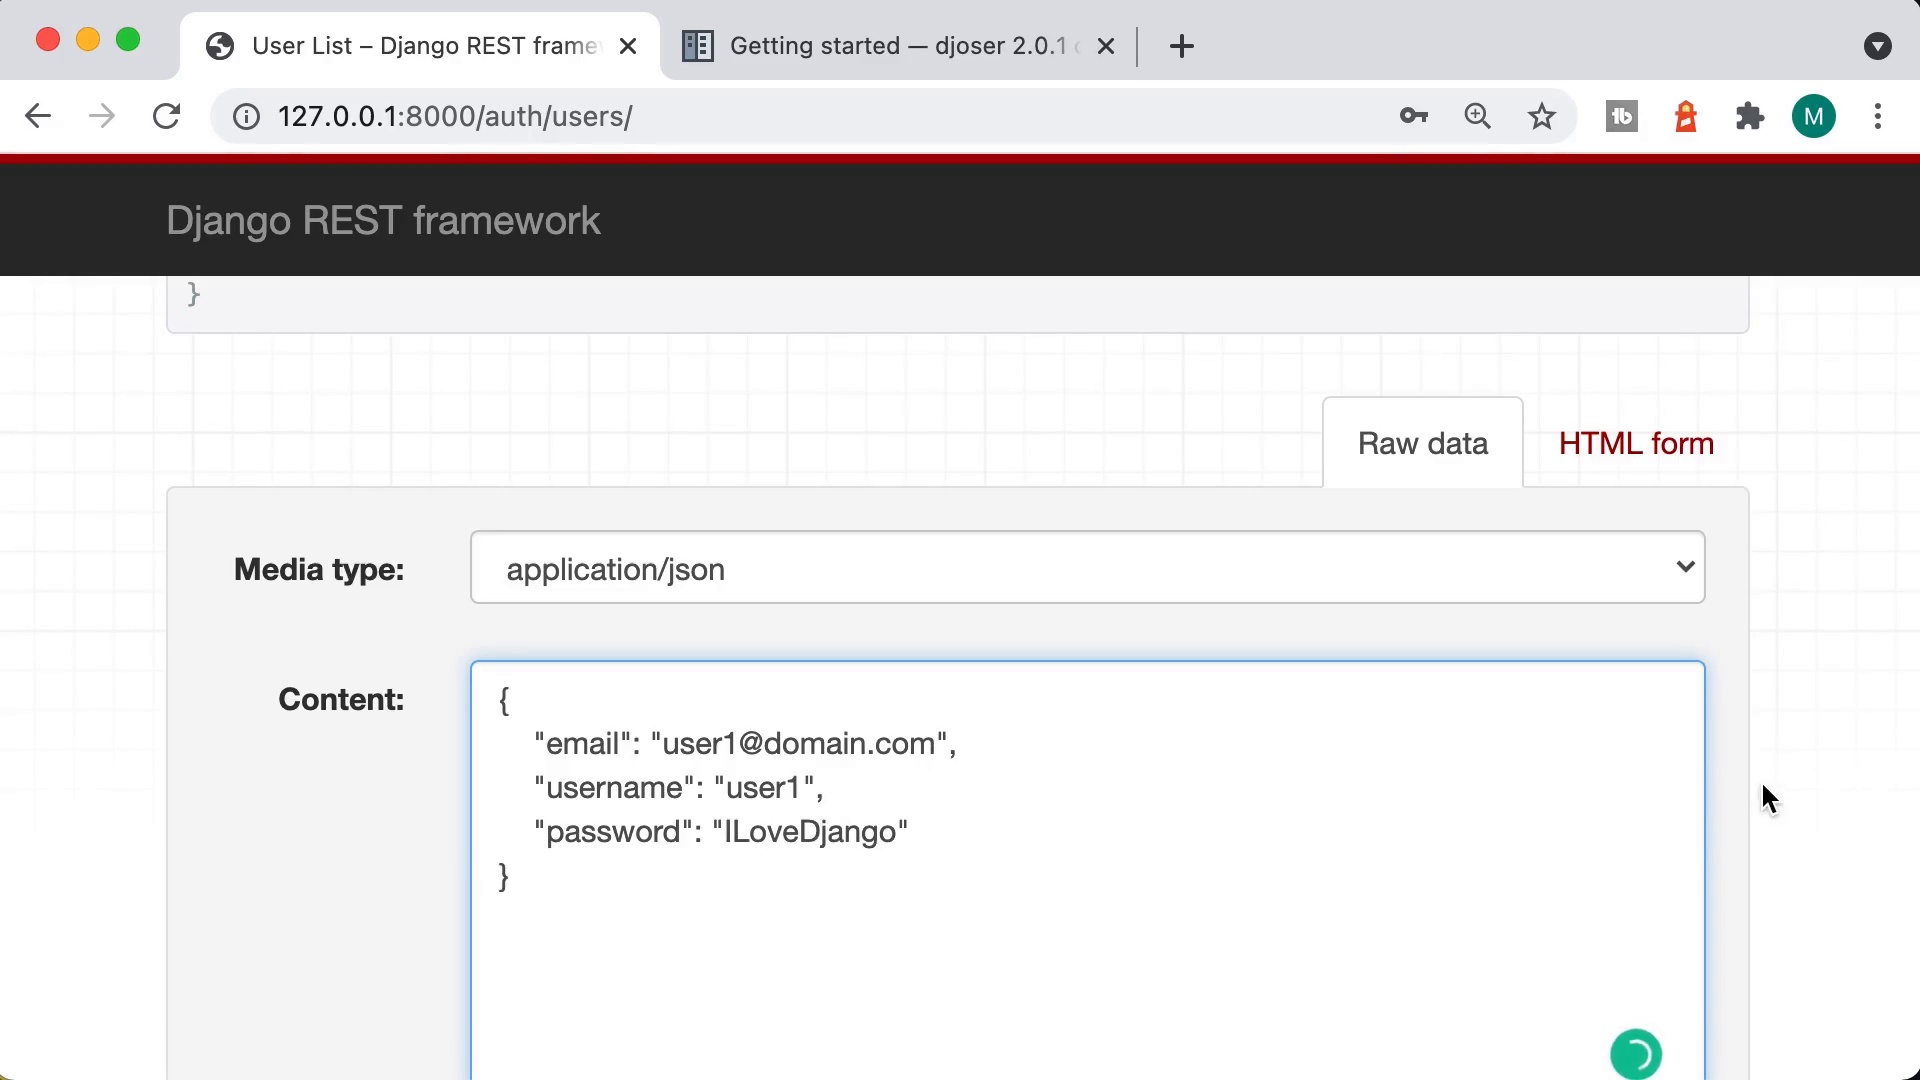 User List – Django REST frame
Getting started — djoser 2.0.1
127.0.0.1:8000/auth/users/
M
Django REST framework
}
Raw data
HTML form
Media type:
application/json
Content:
{
"email": "user1@domain.com",
"username": "user1",
"password": "ILoveDjango"
}